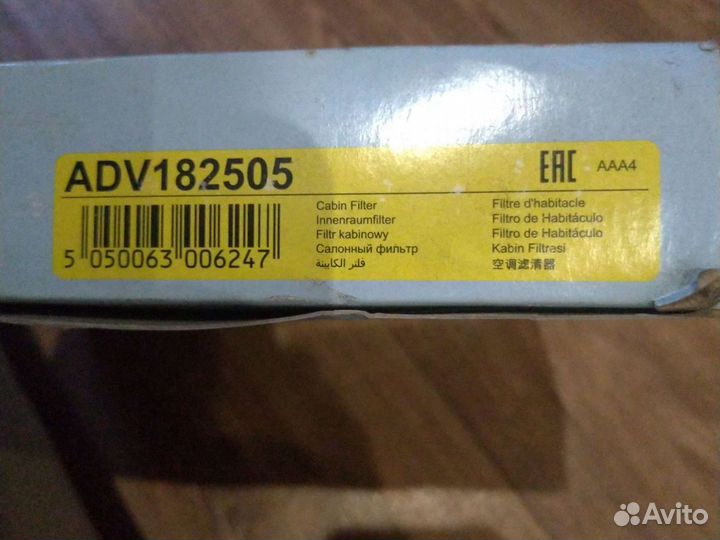 ADV182505
EAC AAA4
5 050063 006247
Cabin Filter
Innenraumfilter
Filtr kabinowy
Салонный фильтр
فلتر الكابينة
Filtre d'habitacle
Filtro de Habitáculo
Filtro de Habitáculo
Kabin Filtresi
空调滤清器
Avito